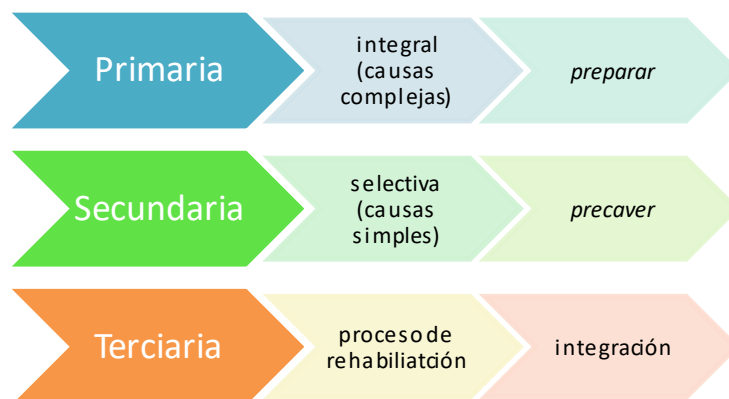 Primaria
integral
(causas
complejas)
preparar
Secundaria
selectiva
(causas
simples)
precaver
Terciaria
proceso de
rehabiliatción
integración